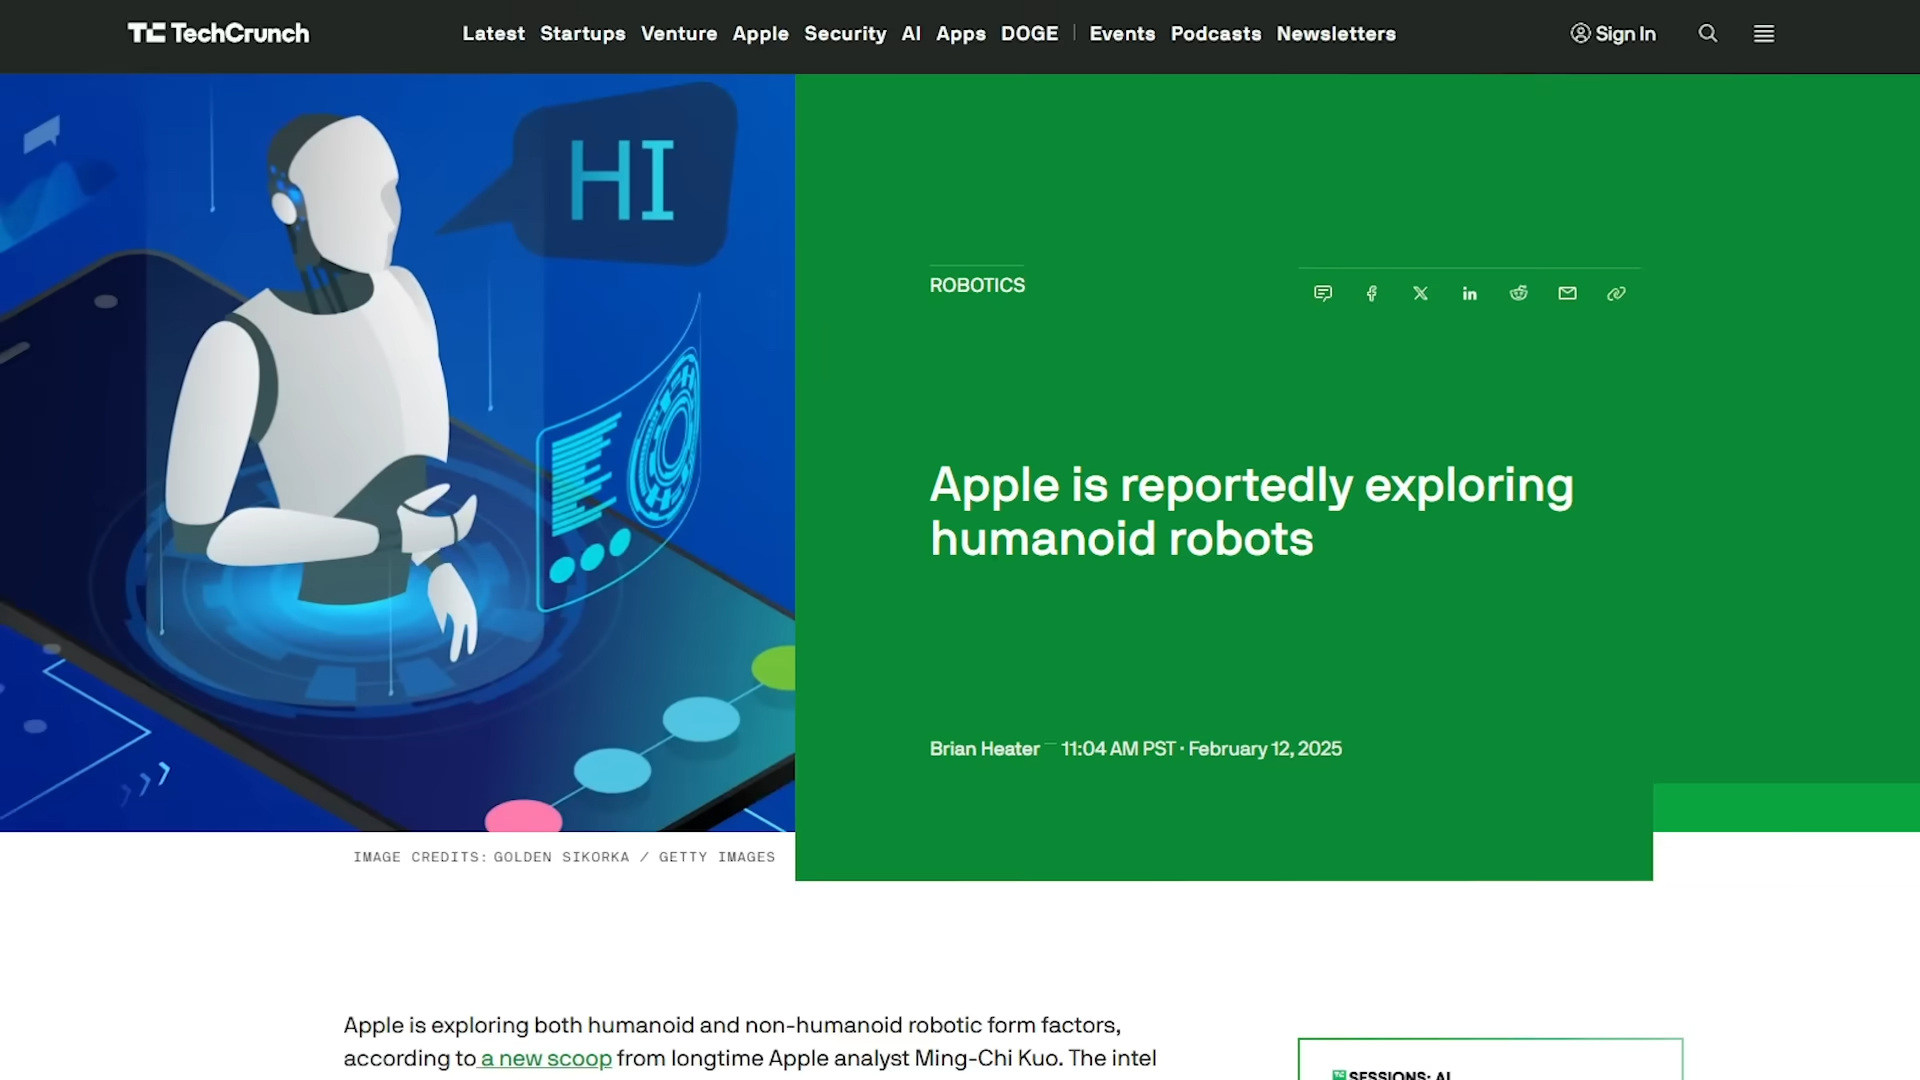 TechCrunch
Latest Startups Venture Apple Security AI Apps DOGE | Events Podcasts Newsletters
Sign In
HI
ROBOTICS
Apple is reportedly exploring
humanoid robots
Brian Heater — 11:04 AM PST · February 12, 2025
IMAGE CREDITS: GOLDEN SIKORKA / GETTY IMAGES
Apple is exploring both humanoid and non-humanoid robotic form factors,
according to a new scoop from longtime Apple analyst Ming-Chi Kuo. The intel
SESSIONS: AI